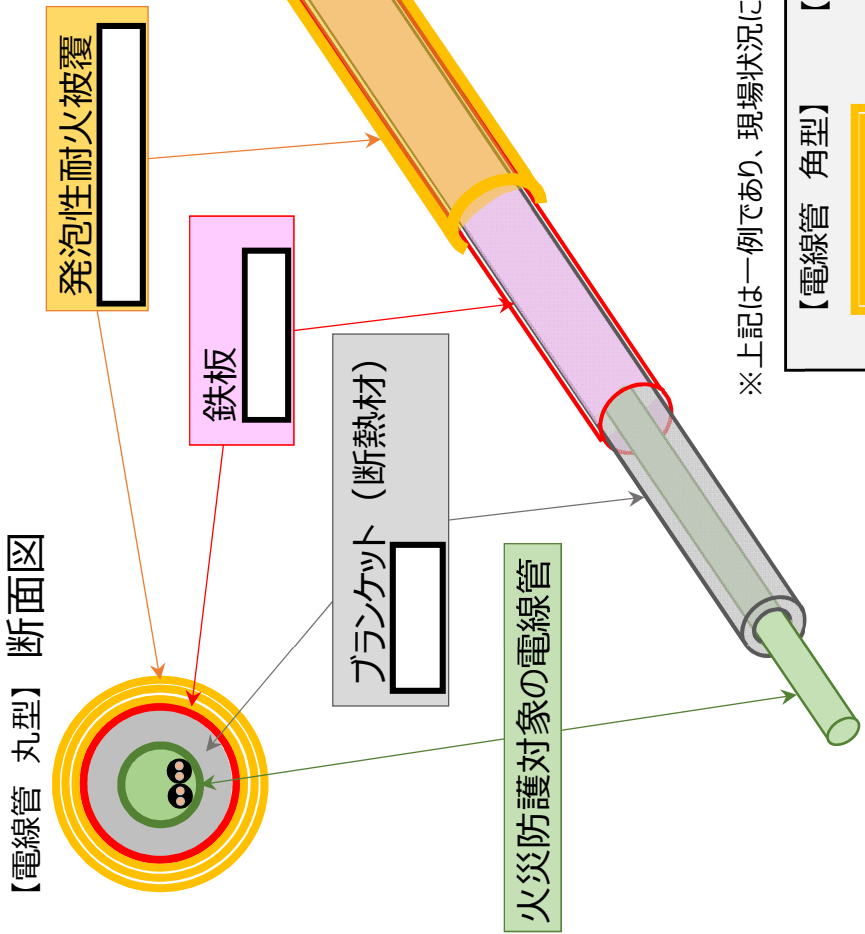 【電線管　丸型】 断面図
発泡性耐火被覆
鉄板
ブランケット（断熱材）
火災防護対象の電線管
※上記は一例であり、現場状況に
【電線管　角型】
【